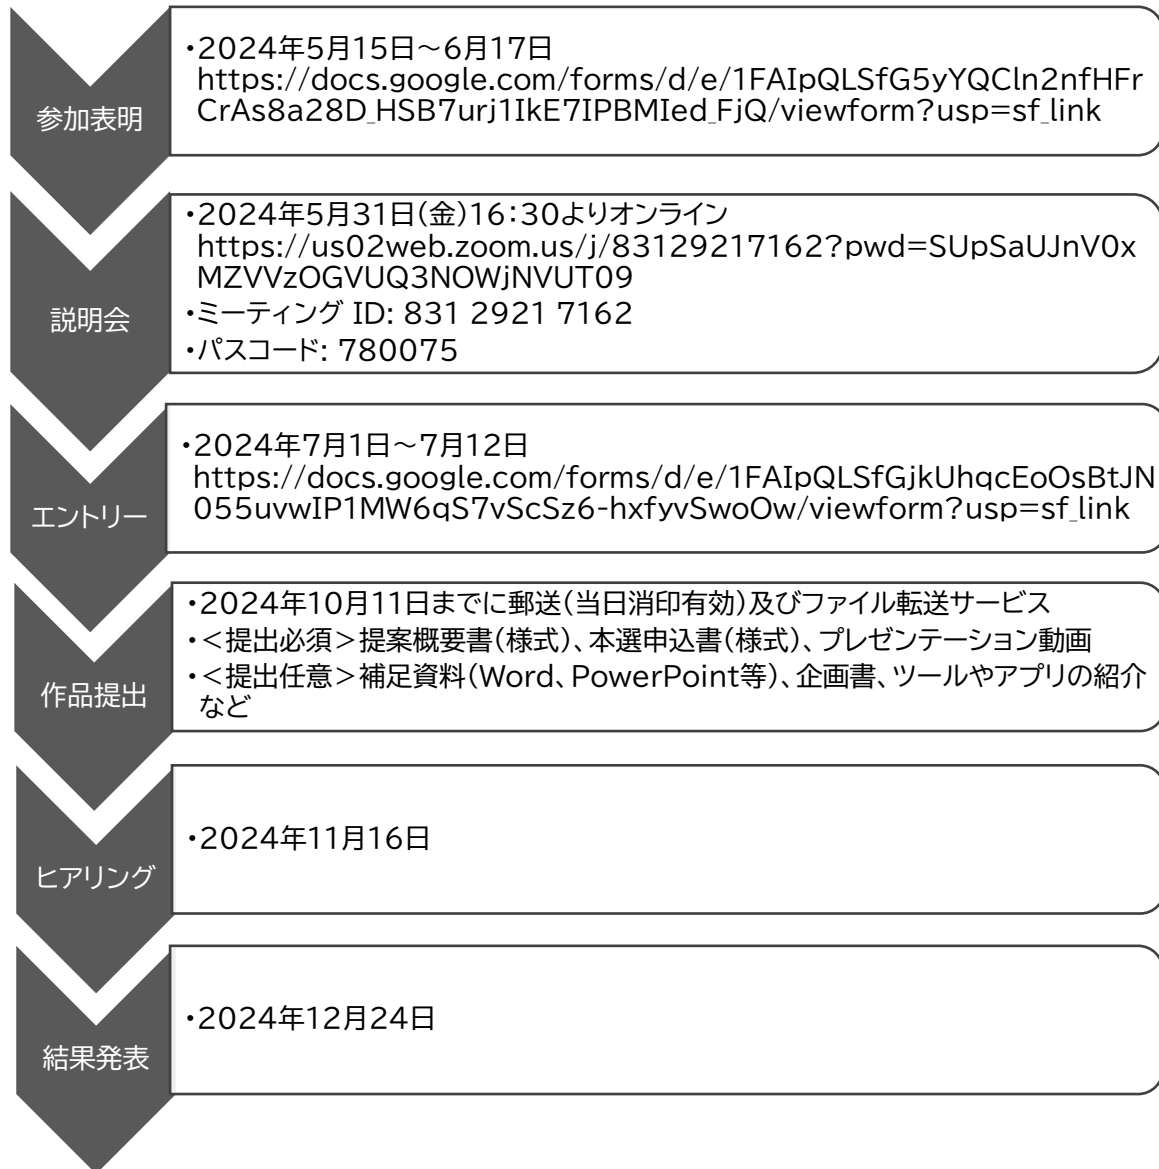 参加表明
・2024年5月15日～6月17日
https://docs.google.com/forms/d/e/1FAIpQLSfG5yYQCln2nfHFr
CrAs8a28D_HSB7urj1IkE7IPBMIed_FjQ/viewform?usp=sf_link
説明会
・2024年5月31日(金)16:30よりオンライン
https://us02web.zoom.us/j/83129217162?pwd=SUpSaUJnV0x
MZVVzOGVUQ3NOWjNVUT09
・ミーティング ID: 831 2921 7162
・パスコード: 780075
エントリー
・2024年7月1日～7月12日
https://docs.google.com/forms/d/e/1FAIpQLSfGjkUhqcEoOsBtJN
055uvwIP1MW6qS7vScSz6-hxfyvSwoOw/viewform?usp=sf_link
作品提出
・2024年10月11日までに郵送(当日消印有効)及びファイル転送サービス
・＜提出必須＞提案概要書(様式)、本選申込書(様式)、プレゼンテーション動画
・＜提出任意＞補足資料(Word、PowerPoint等)、企画書、ツールやアプリの紹介
など
ヒアリング
・2024年11月16日
結果発表
・2024年12月24日